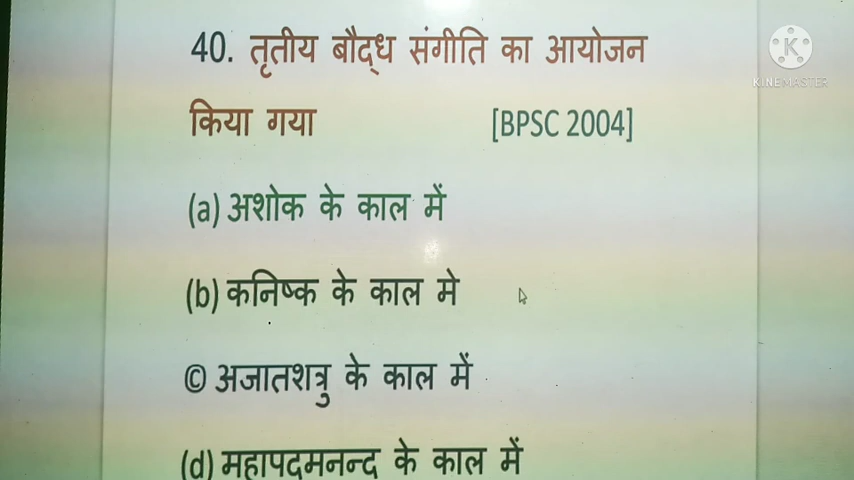 40. तृतीय बौद्ध संगीति का आयोजन
किया गया [BPSC 2004]
(a) अशोक के काल में
(b) कनिष्क के काल मे
© अजातशत्रु के काल में
(d) महापदमनन्द के काल में
K
KINEMASTER